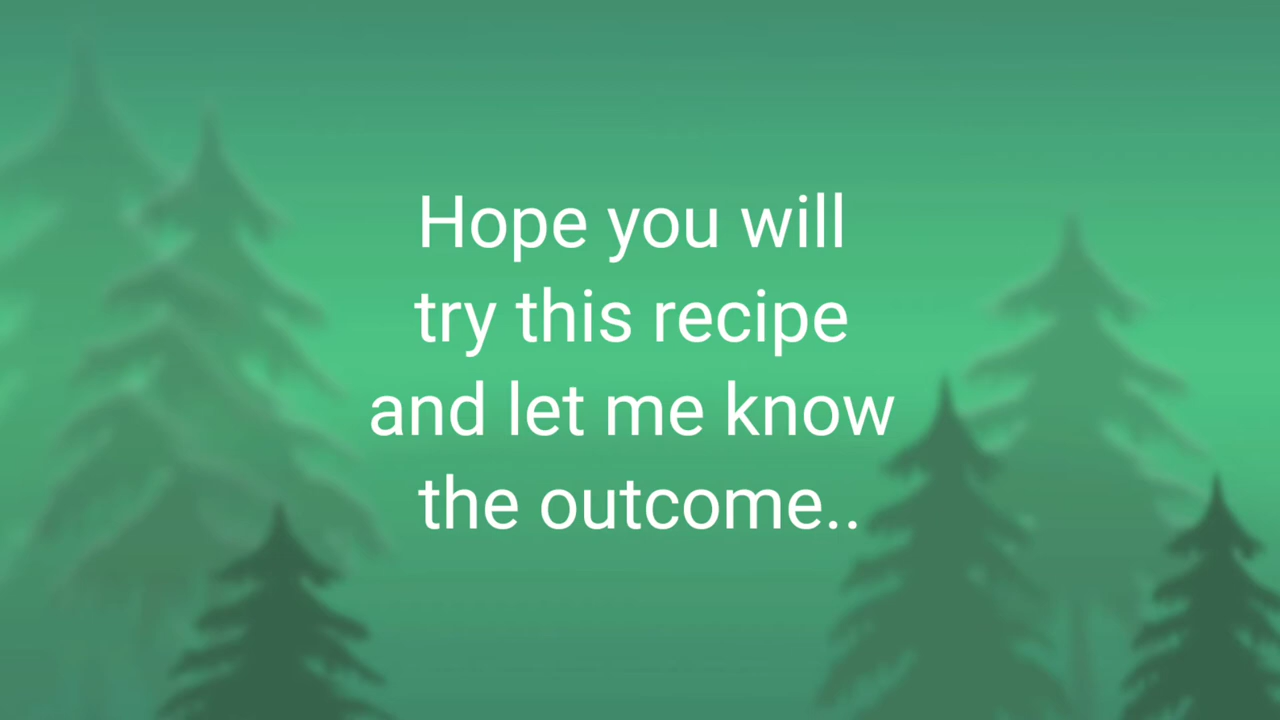 Hope you will
try this recipe
and let me know
the outcome..